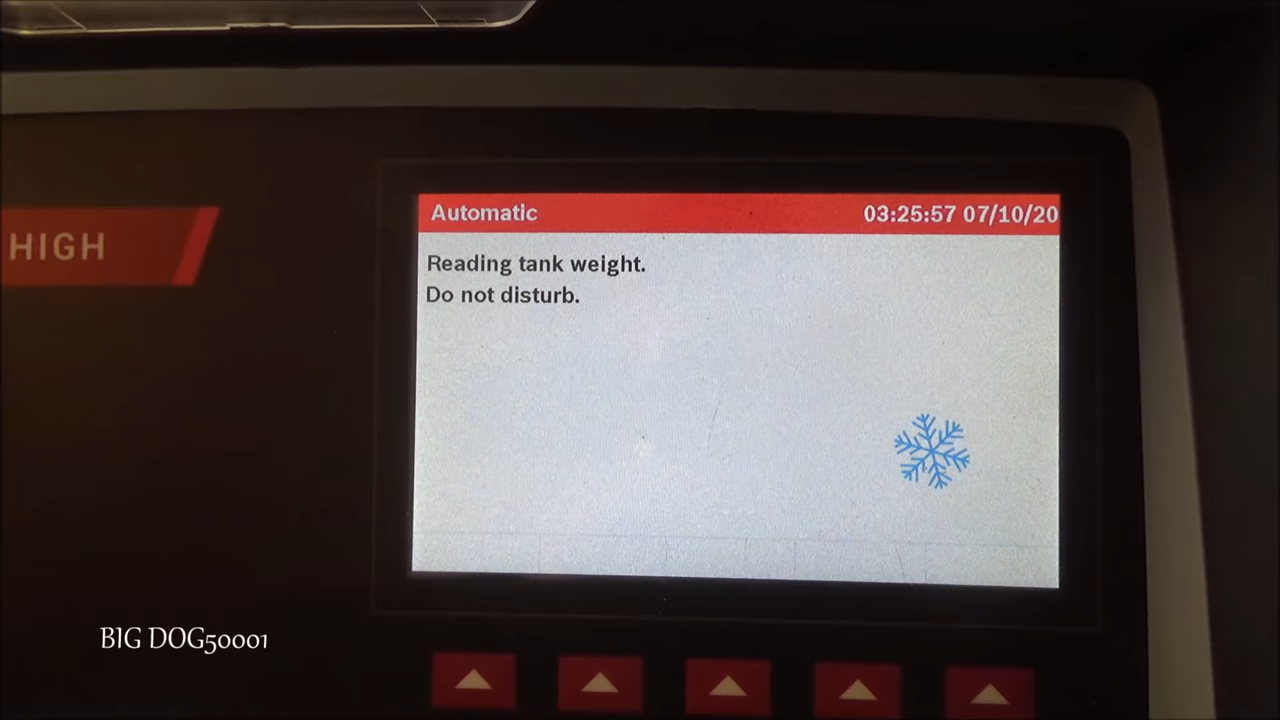 Automatic 03:25:57 07/10/20
Reading tank weight.
Do not disturb.
HIGH
BIG DOG50001